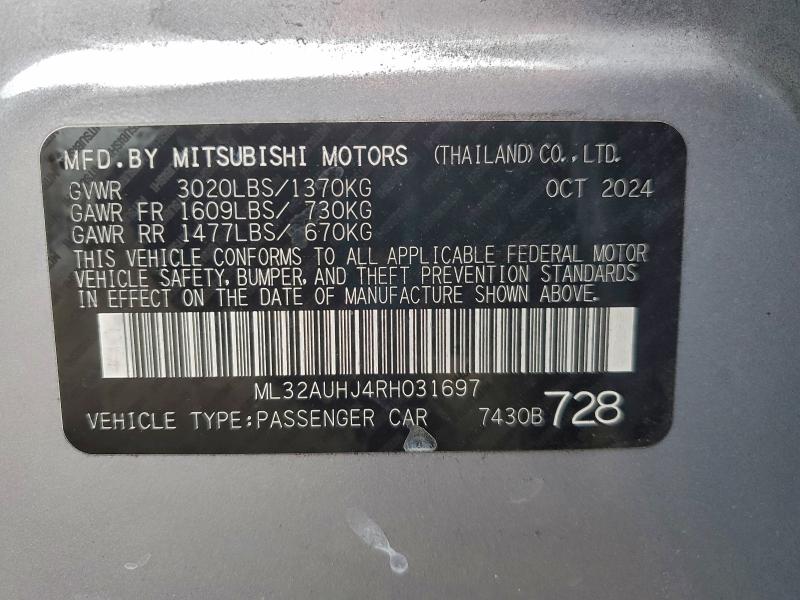 MFD.BY MITSUBISHI MOTORS (THAILAND) CO.,LTD.
GVWR 3020LBS/1370KG OCT 2024
GAWR FR 1609LBS/ 730KG
GAWR RR 1477LBS/ 670KG
THIS VEHICLE CONFORMS TO ALL APPLICABLE FEDERAL MOTOR
VEHICLE SAFETY, BUMPER, AND THEFT PREVENTION STANDARDS
IN EFFECT ON THE DATE OF MANUFACTURE SHOWN ABOVE.
ML32AUHJ4RH031697
VEHICLE TYPE:PASSENGER CAR 7430B 728